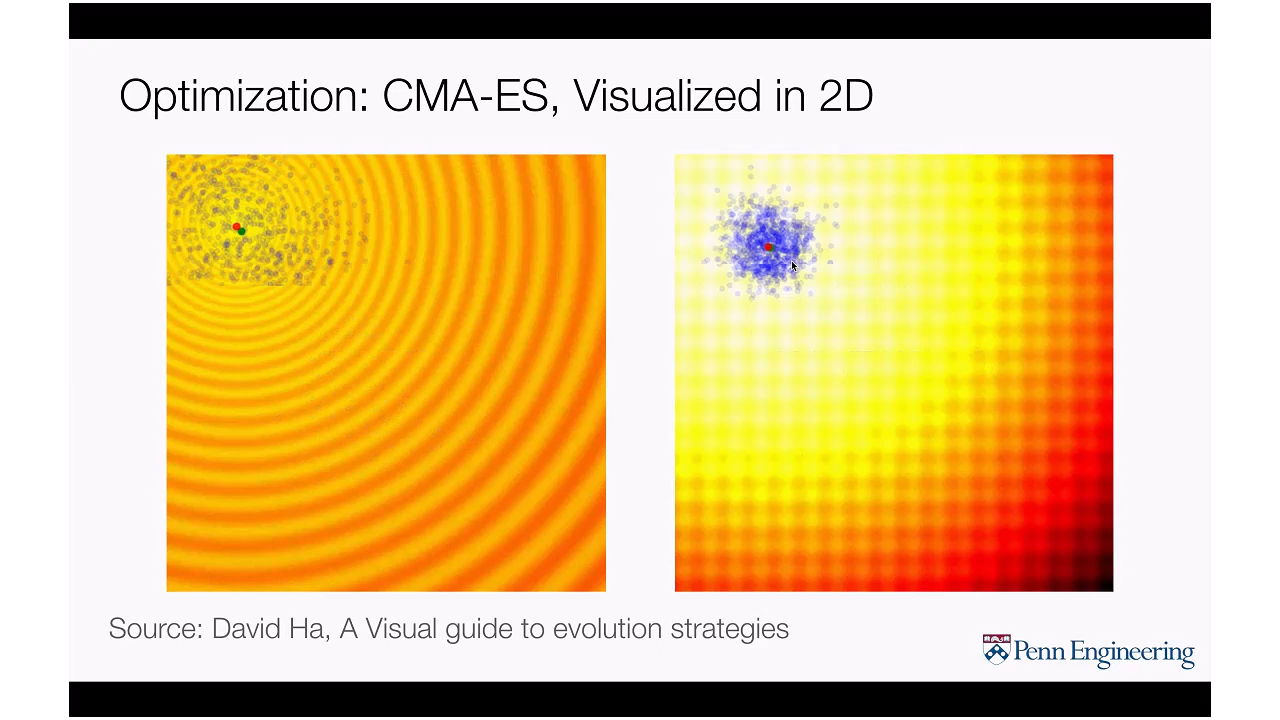 Optimization: CMA-ES, Visualized in 2D
Source: David Ha, A Visual guide to evolution strategies
Penn Engineering